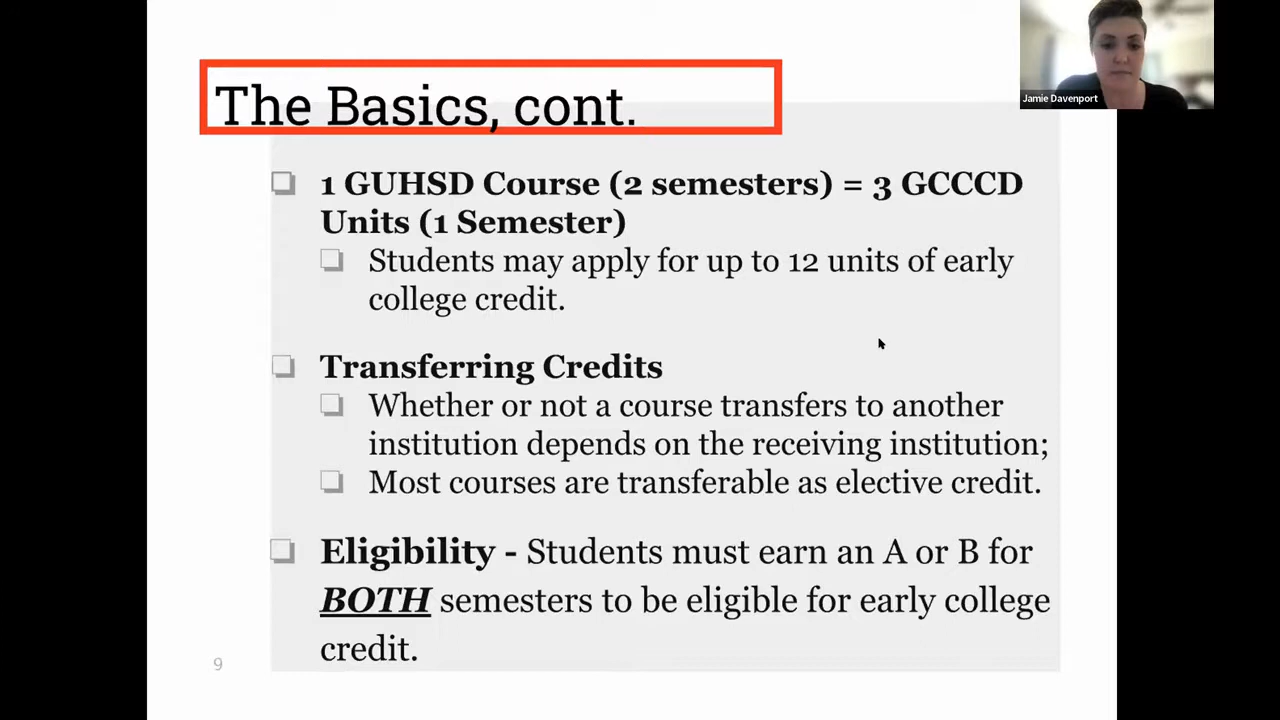 The Basics, cont.
Jamie Davenport
1 GUHSD Course (2 semesters) = 3 GCCCD
Units (1 Semester)
Students may apply for up to 12 units of early
college credit.
Transferring Credits
Whether or not a course transfers to another
institution depends on the receiving institution;
Most courses are transferable as elective credit.
Eligibility - Students must earn an A or B for
BOTH semesters to be eligible for early college
credit.
9